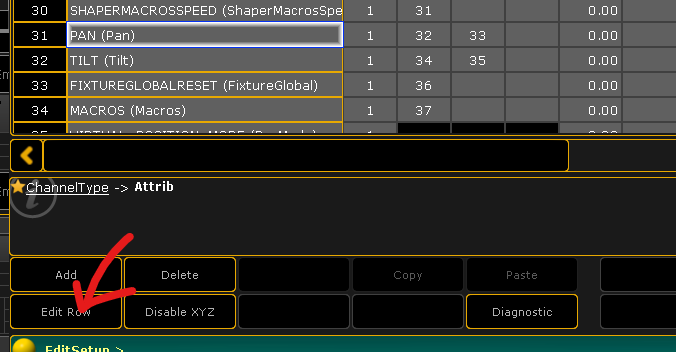 30 SHAPERMACROSSPEED (ShaperMacrosSpe 1 31 0.00
31 PAN (Pan) 1 32 33 0.00
32 TILT (Tilt) 1 34 35 0.00
33 FIXTUREGLOBALRESET (FixtureGlobal) 1 36 0.00
34 MACROS (Macros) 1 37 0.00
ChannelType -> Attrib
Add Delete Copy Paste
Edit Row Disable XYZ Diagnostic
EditSetup >